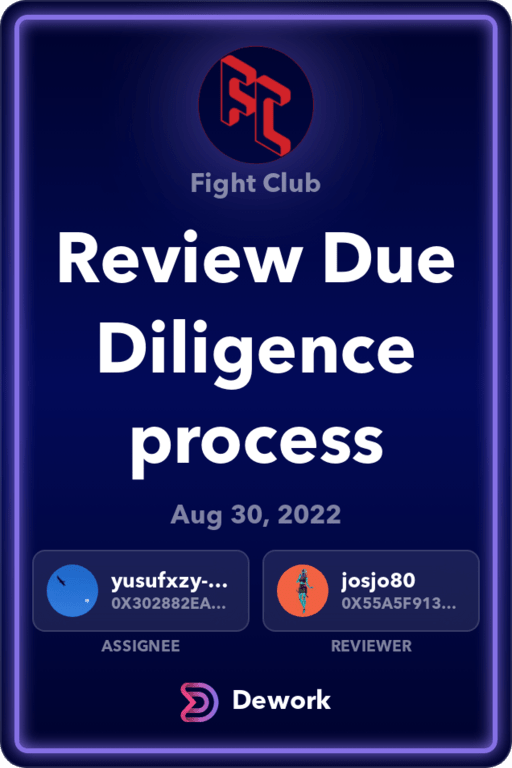 FC
Fight Club
Review Due
Diligence
process
Aug 30, 2022
yusufxzy-...
0X302882EA...
ASSIGNEE
josjo80
0X55A5F913...
REVIEWER
Dework